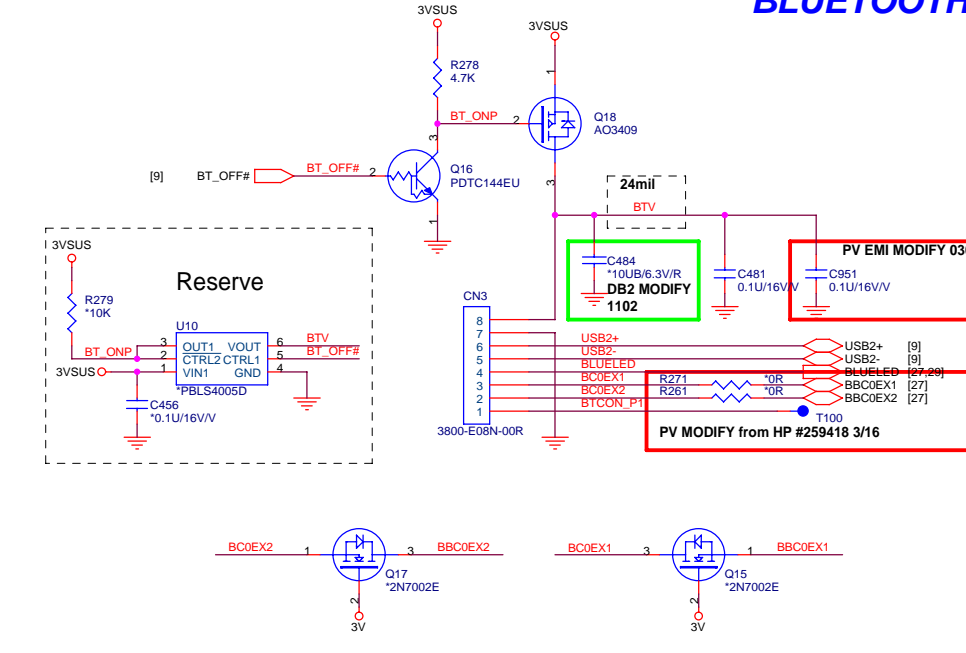 BLUETOOTH
3VSUS
3VSUS
R278
4.7K
1
BT_ONP 2
Q18
AO3409
3
[9] BT_OFF# BT_OFF# 2
Q16
PDTC144EU
1
3
24mil
BTV
PV EMI MODIFY 03
C484
*10UB/6.3V/R
DB2 MODIFY
1102
C481
0.1U/16V/V
C951
0.1U/16V/V
3VSUS
Reserve
R279
*10K
U10
BT_ONP
3VSUS
3 OUT1 VOUT 6 BTV
2 CTRL2 CTRL1 5 BT_OFF#
1 VIN1 GND 4
*PBLS4005D
C456
*0.1U/16V/V
CN3
8
7
6 USB2+ USB2+ [9]
5 USB2- USB2- [9]
4 BLUELED BLUELED [27,29]
3 BC0EX1 R271 *0R BBC0EX1 [27]
2 BC0EX2 R261 *0R BBC0EX2 [27]
1 BTCON_P1 T100
3800-E08N-00R
PV MODIFY from HP #259418 3/16
BC0EX2 1 3 BBC0EX2
Q17
*2N7002E
2
3V
BC0EX1 3 1 BBC0EX1
Q15
*2N7002E
2
3V